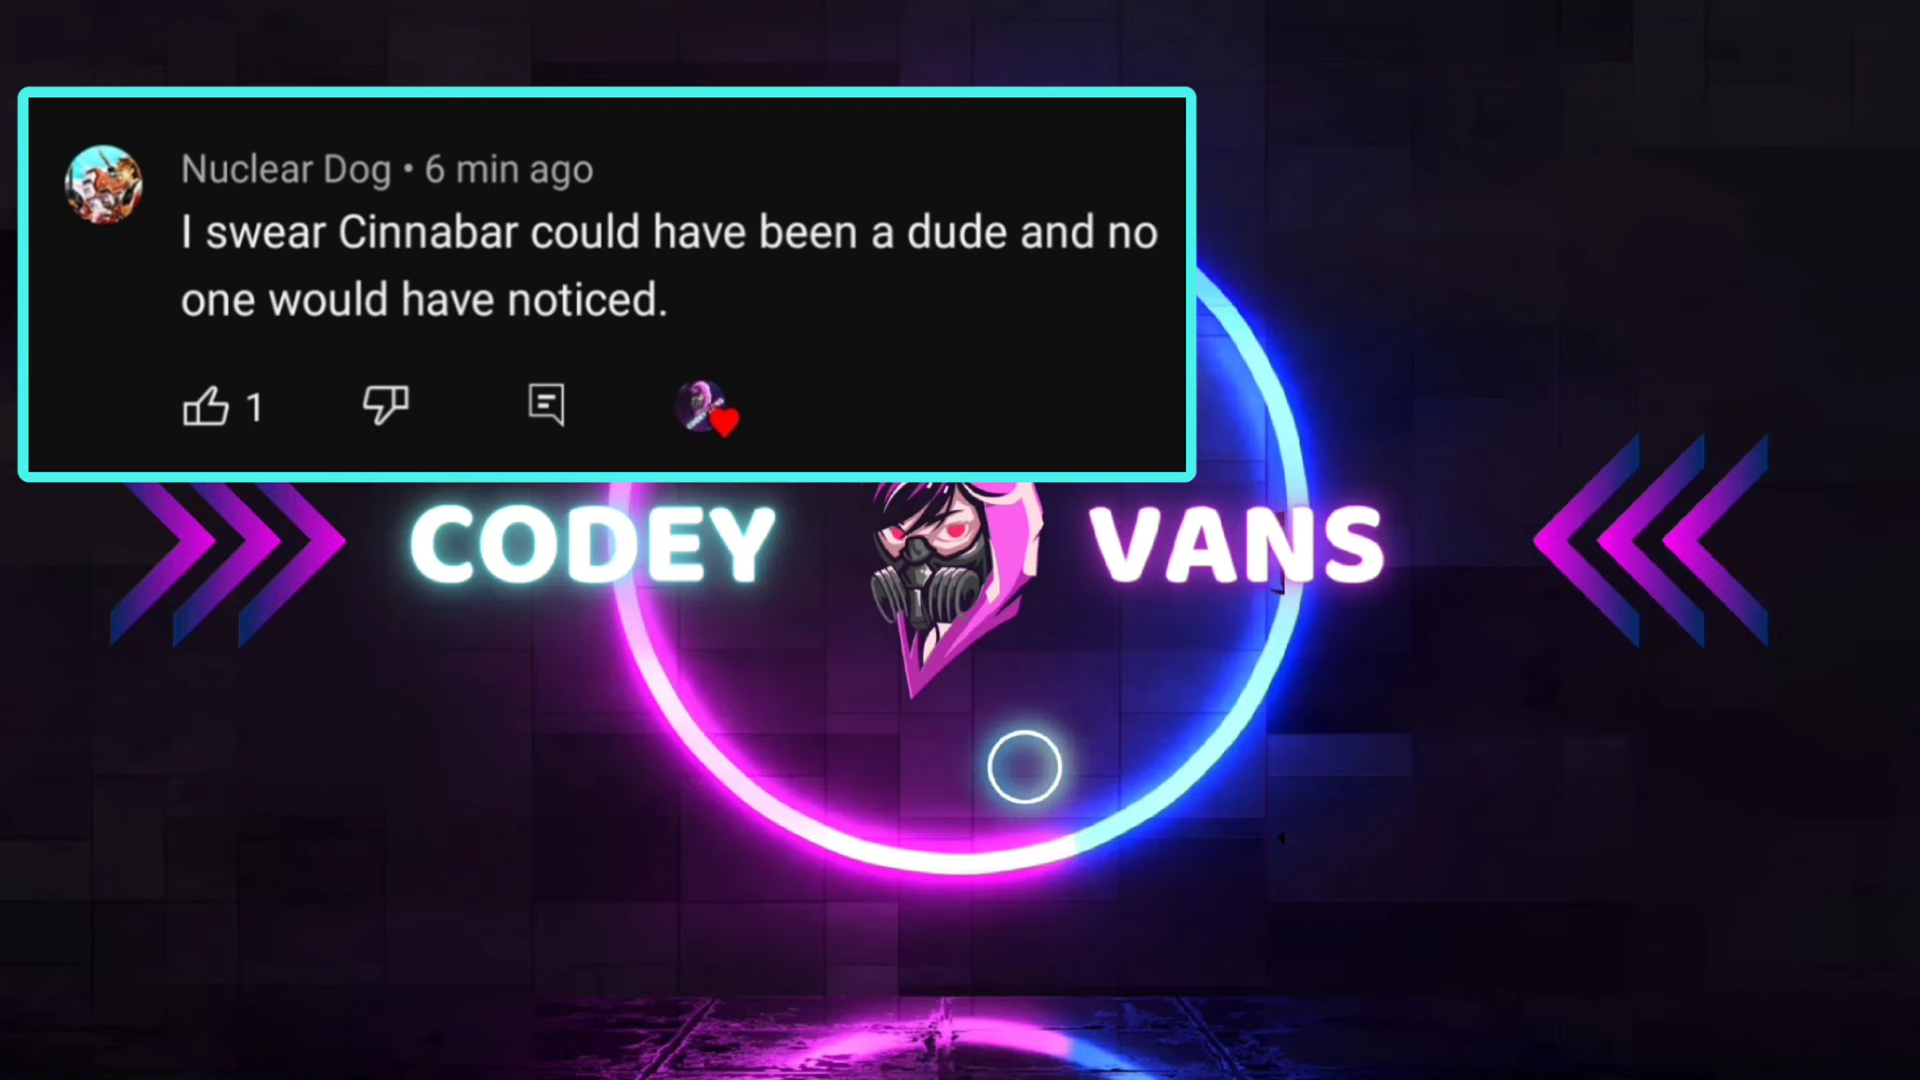 Nuclear Dog • 6 min ago
I swear Cinnabar could have been a dude and no
one would have noticed.
1
CODEY VANS